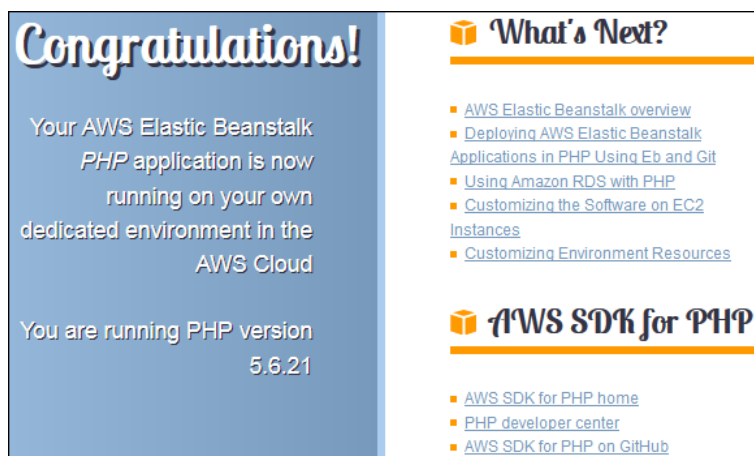 Congratulations!
Your AWS Elastic Beanstalk
PHP application is now
running on your own
dedicated environment in the
AWS Cloud
You are running PHP version
5.6.21
What's Next?
AWS Elastic Beanstalk overview
Deploying AWS Elastic Beanstalk
Applications in PHP Using Eb and Git
Using Amazon RDS with PHP
Customizing the Software on EC2
Instances
Customizing Environment Resources
AWS SDK for PHP
AWS SDK for PHP home
PHP developer center
AWS SDK for PHP on GitHub